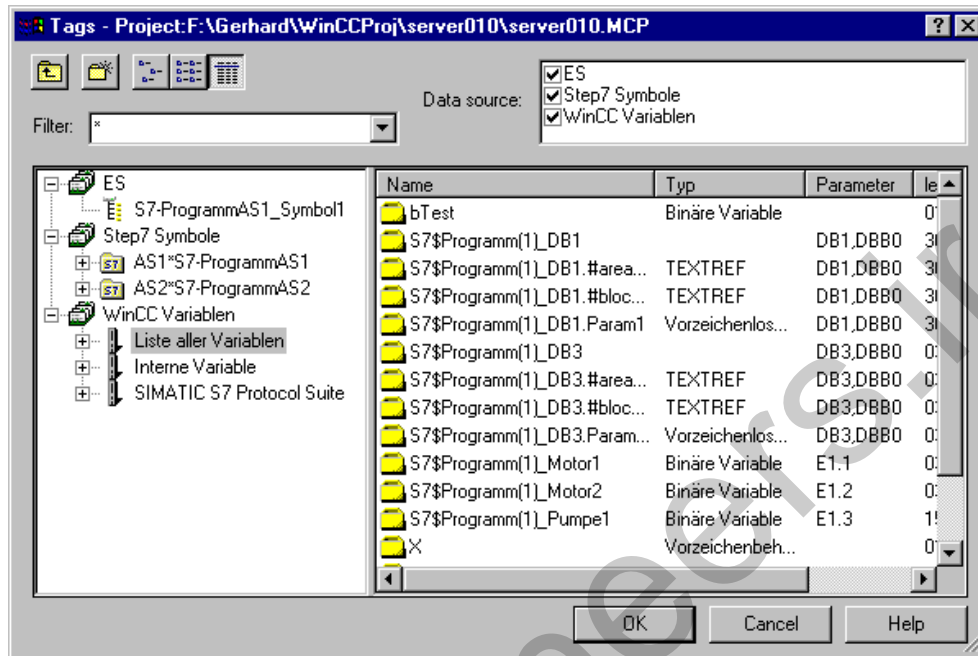 Tags - Project:F:\Gerhard\WinCCProj\server010\server010.MCP
Filter:
*
Data source:
ES
Step7 Symbole
WinCC Variablen
ES
S7-ProgrammAS1_Symbol1
Step7 Symbole
AS1*S7-ProgrammAS1
AS2*S7-ProgrammAS2
WinCC Variablen
Liste aller Variablen
Interne Variable
SIMATIC S7 Protocol Suite
Name Typ Parameter
bTest Binäre Variable
S7$Programm(1)_DB1 DB1,DBB0
S7$Programm(1)_DB1.#area... TEXTREF DB1,DBB0
S7$Programm(1)_DB1.#bloc... TEXTREF DB1,DBB0
S7$Programm(1)_DB1.Param1 Vorzeichenlos... DB1,DBB0
S7$Programm(1)_DB3 DB3,DBB0
S7$Programm(1)_DB3.#area... TEXTREF DB3,DBB0
S7$Programm(1)_DB3.#bloc... TEXTREF DB3,DBB0
S7$Programm(1)_DB3.Param... Vorzeichenlos... DB3,DBB0
S7$Programm(1)_Motor1 Binäre Variable E1.1
S7$Programm(1)_Motor2 Binäre Variable E1.2
S7$Programm(1)_Pumpe1 Binäre Variable E1.3
X Vorzeichenbeh...
OK Cancel Help
eers.ir